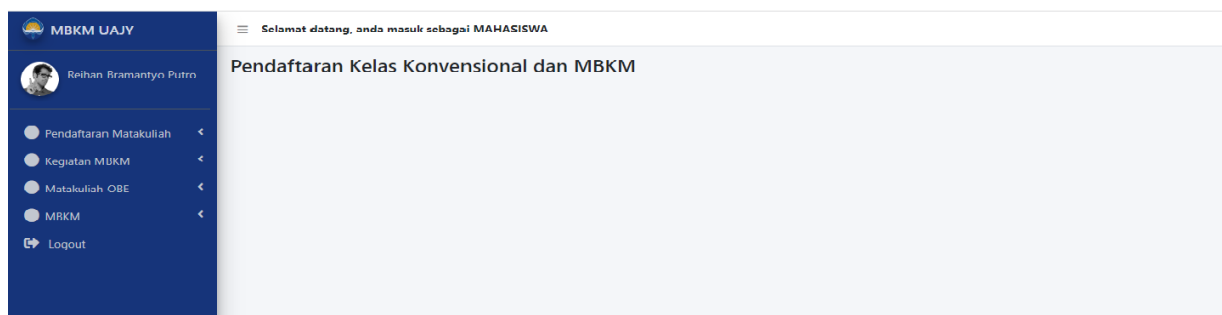 MBKM UAJY
Selamat datang, anda masuk sebagai MAHASISWA
Reihan Bramantyo Putro
Pendaftaran Kelas Konvensional dan MBKM
Pendaftaran Matakuliah
Kegiatan MBKM
Matakuliah OBE
MBKM
Logout